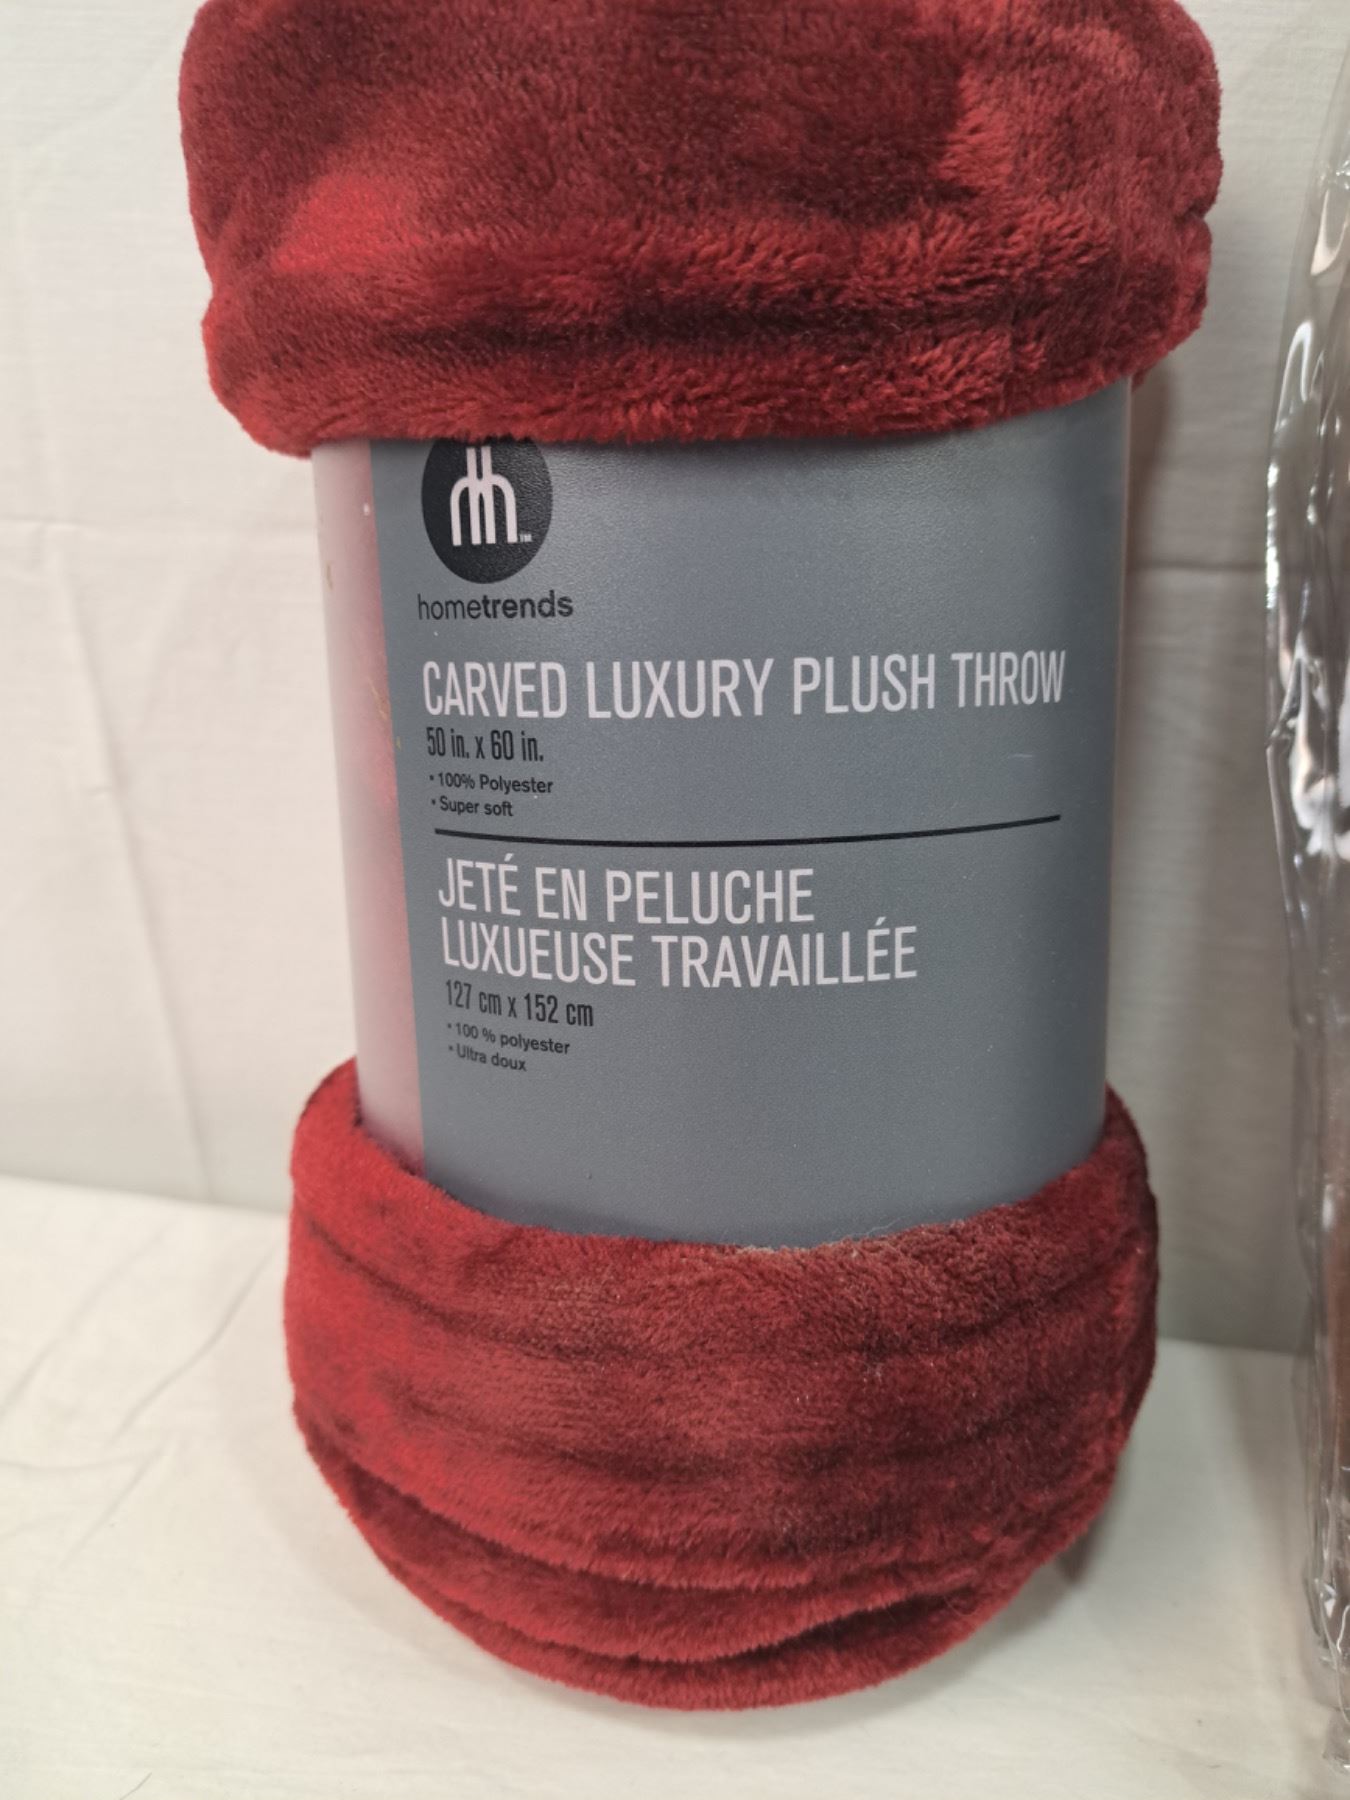 TM
hometrends
CARVED LUXURY PLUSH THROW
50 in. x 60 in.
• 100% Polyester
• Super soft
JETÉ EN PELUCHE
LUXUEUSE TRAVAILLÉE
127 cm x 152 cm
• 100 % polyester
• Ultra doux